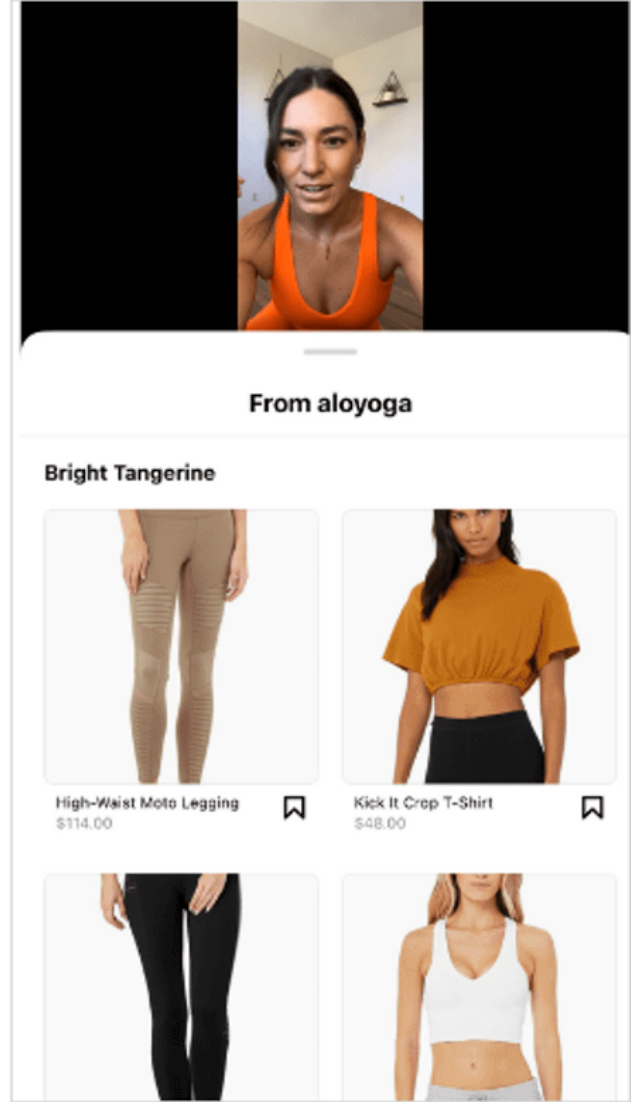 From aloyoga
Bright Tangerine
High-Waist Moto Legging
$114.00
Kick It Crop T-Shirt
$48.00